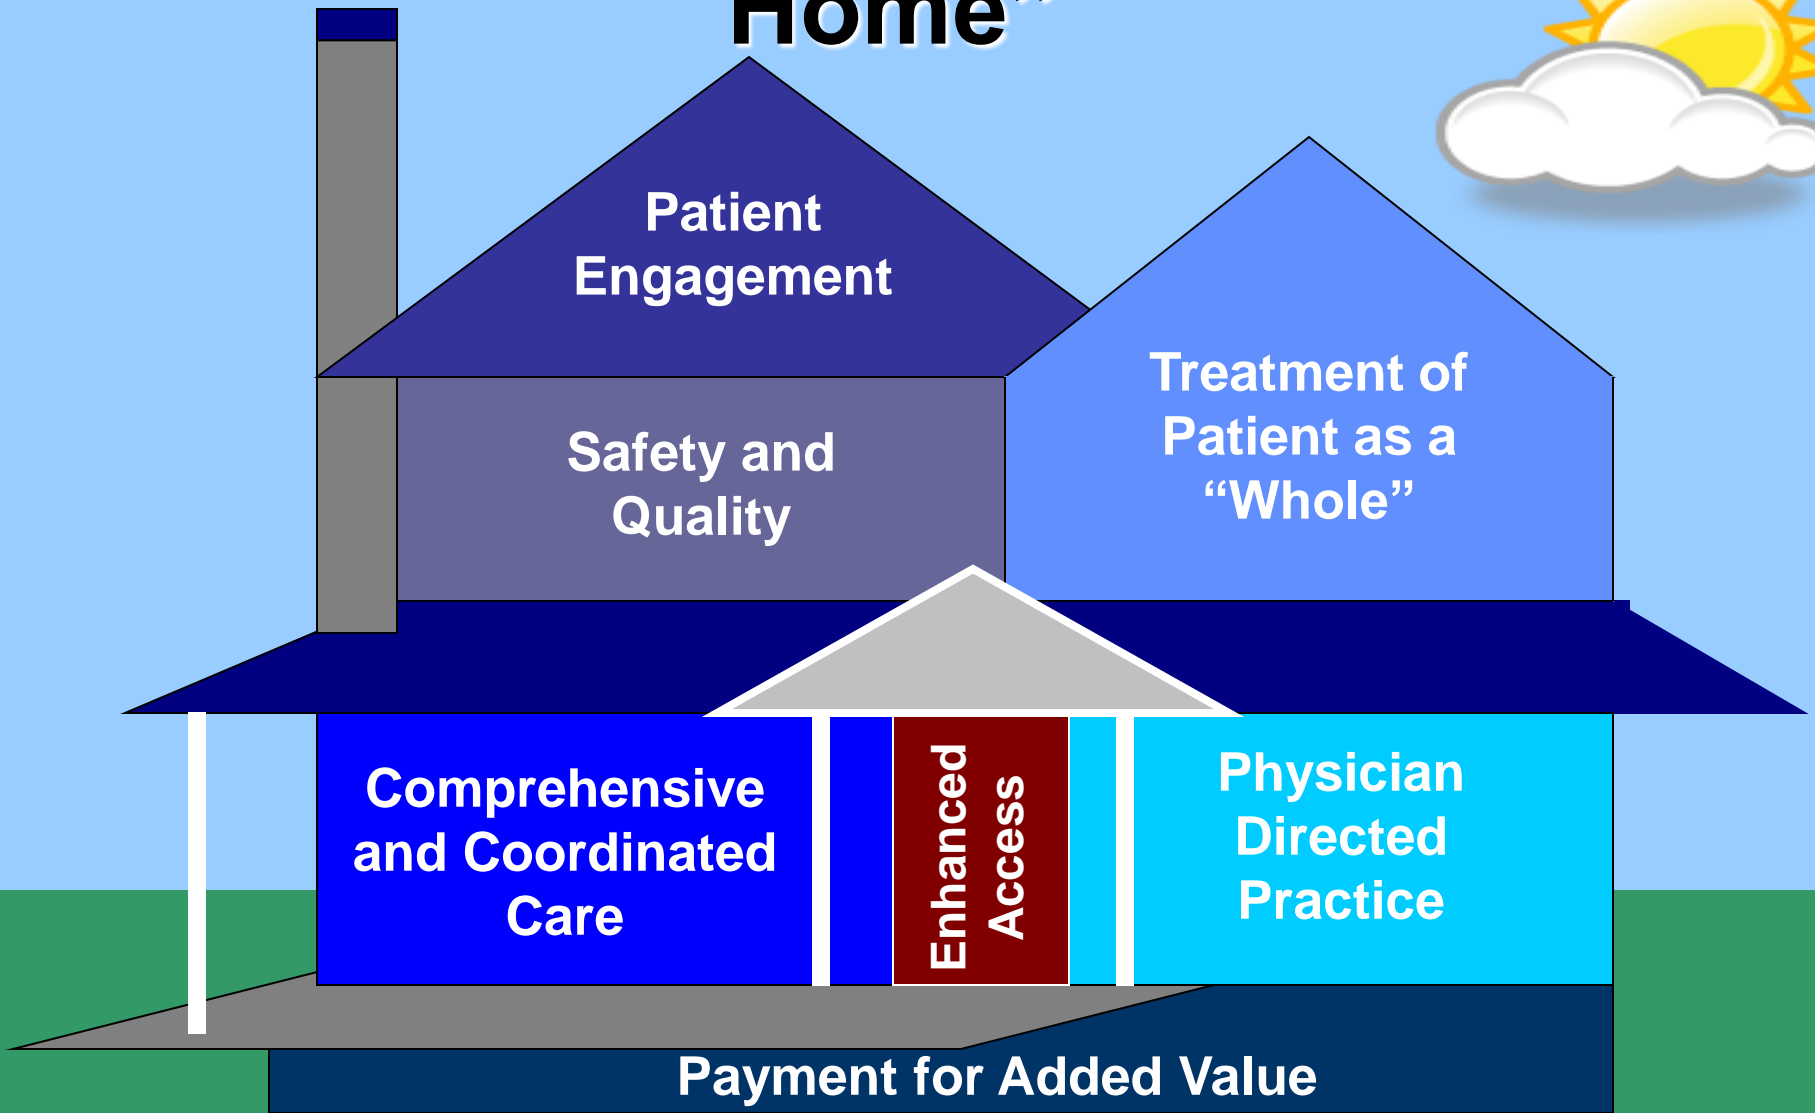 Home”
Patient
Engagement
Treatment of
Patient as a
“Whole”
Safety and
Quality
Comprehensive
and Coordinated
Care
Enhanced
Access
Physician
Directed
Practice
Payment for Added Value